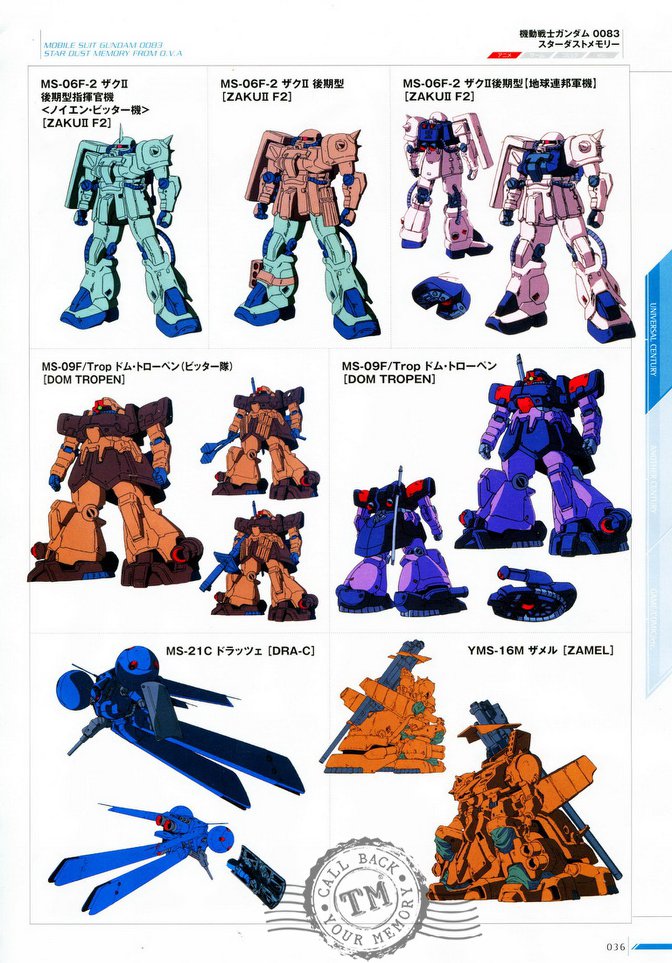 MOBILE SUIT GUNDAM 0083
STAR DUST MEMORY FROM O.V.A
機動戦士ガンダム 0083
スターダストメモリー
アニメ
MS-06F-2 ザクII
後期型指揮官機
<ノイエン・ビッター機>
[ZAKUII F2]
MS-06F-2 ザクII 後期型
[ZAKUII F2]
MS-06F-2 ザクII後期型【地球連邦軍機】
[ZAKUII F2]
UNIVERSAL CENTURY
ANOTHER CENTURY
MS-09F/Trop ドム・トローペン(ビッター隊)
[DOM TROPEN]
MS-09F/Trop ドム・トローペン
[DOM TROPEN]
MS-21C ドラッツェ [DRA-C]
YMS-16M ザメル [ZAMEL]
CALL BACK
TM
YOUR MEMORY
036